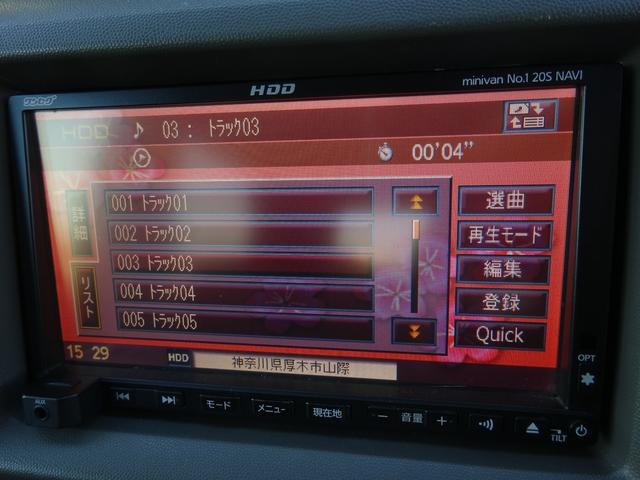 ワンセグ
HDD
minivan No.1 20S NAVI
HDD ♪ 03 : トラック03
00'04"
詳細
リスト
001 トラック01
002 トラック02
003 トラック03
004 トラック04
005 トラック05
選曲
再生モード
編集
登録
Quick
15 29
HDD
神奈川県厚木市山際
OPT
AUX
モード
メニュー
現在地
− 音量 +
TILT